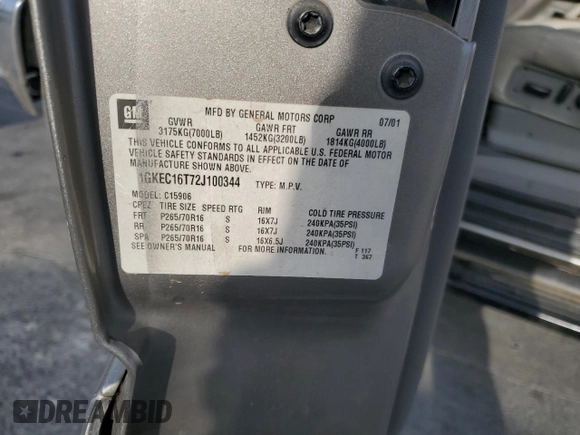 GM
MFD BY GENERAL MOTORS CORP 07/01
GVWR GAWR FRT GAWR RR
3175KG(7000LB) 1452KG(3200LB) 1814KG(4000LB)
THIS VEHICLE CONFORMS TO ALL APPLICABLE U.S. FEDERAL MOTOR
VEHICLE SAFETY STANDARDS IN EFFECT ON THE DATE OF
MANUFACTURE SHOWN ABOVE.
1GKEC16T72J100344 TYPE: M.P.V.
MODEL: C15906
CPEZ TIRE SIZE SPEED RTG RIM COLD TIRE PRESSURE
FRT P265/70R16 S 16X7J 240KPA(35PSI)
RR P265/70R16 S 16X7J 240KPA(35PSI)
SPA P265/70R16 S 16X6.5J 240KPA(35PSI)
SEE OWNER'S MANUAL FOR MORE INFORMATION. F 117
T 367
DREAMBID